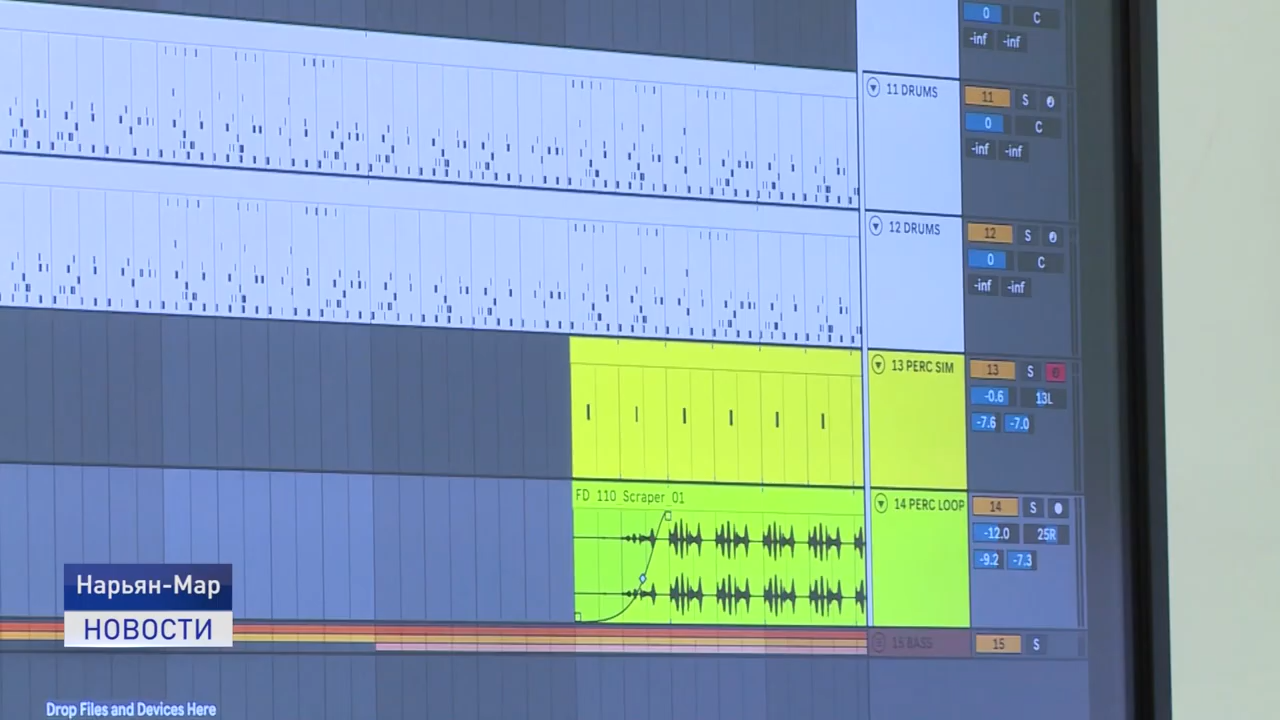 0 C
-inf -inf
11 DRUMS 11 S
0 C
-inf -inf
12 DRUMS 12 S
0 C
-inf -inf
13 PERC SIM 13 S
-0.6 13L
-7.6 -7.0
FD 110 Scraper 01
14 PERC LOOP 14 S
-12.0 25R
-9.2 -7.3
15 BASS 15 S
Нарьян-Мар
НОВОСТИ
Drop Files and Devices Here